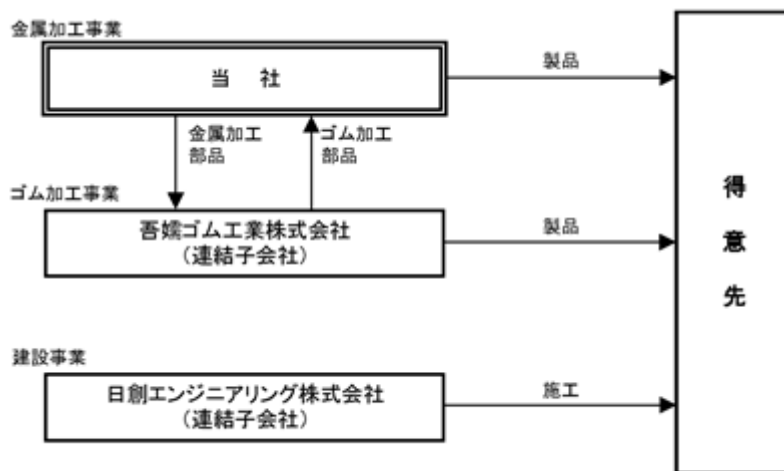 金属加工事業
当 社
製品
金属加工
部品
ゴム加工
部品
ゴム加工事業
吾嬬ゴム工業株式会社
(連結子会社)
製品
得意先
建設事業
日創エンジニアリング株式会社
(連結子会社)
施工